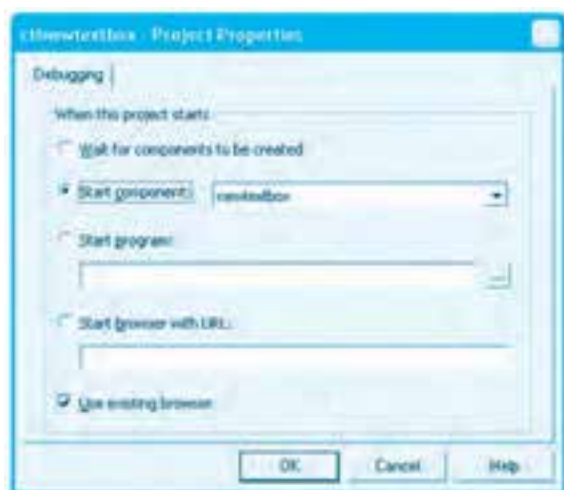 ctlnewtextbox - Project Properties
Debugging
When this project starts
Wait for components to be created
Start component: newtextbox
Start program:
...
Start browser with URL:
Use existing browser
OK Cancel Help